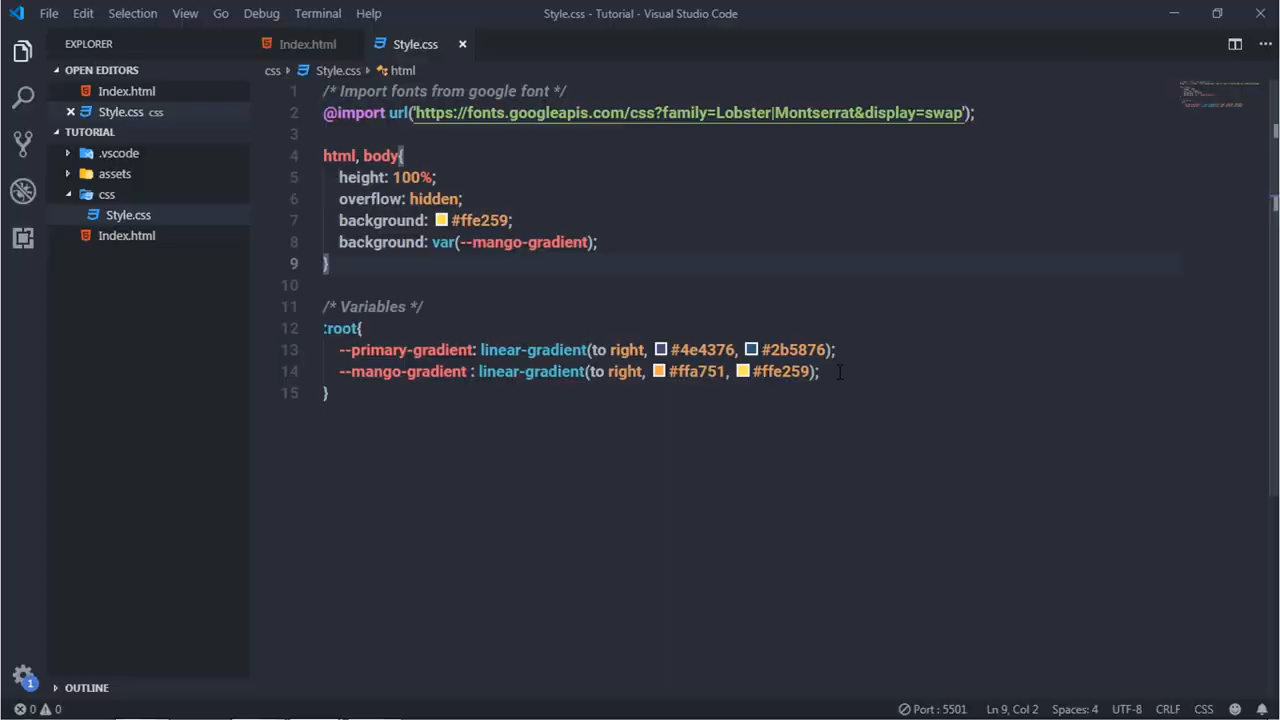 File Edit Selection View Go Debug Terminal Help Style.css - Tutorial - Visual Studio Code
EXPLORER
Index.html Style.css
OPEN EDITORS
Index.html
Style.css css
TUTORIAL
.vscode
assets
css
Style.css
Index.html
OUTLINE
css Style.css html
1 /* Import fonts from google font */
2 @import url('https://fonts.googleapis.com/css?family=Lobster|Montserrat&display=swap');
3
4 html, body{
5 height: 100%;
6 overflow: hidden;
7 background: #ffe259;
8 background: var(--mango-gradient);
9 }
10
11 /* Variables */
12 :root{
13 --primary-gradient: linear-gradient(to right, #4e4376, #2b5876);
14 --mango-gradient : linear-gradient(to right, #ffa751, #ffe259);
15 }
1
0 0 Port : 5501 Ln 9, Col 2 Spaces: 4 UTF-8 CRLF CSS